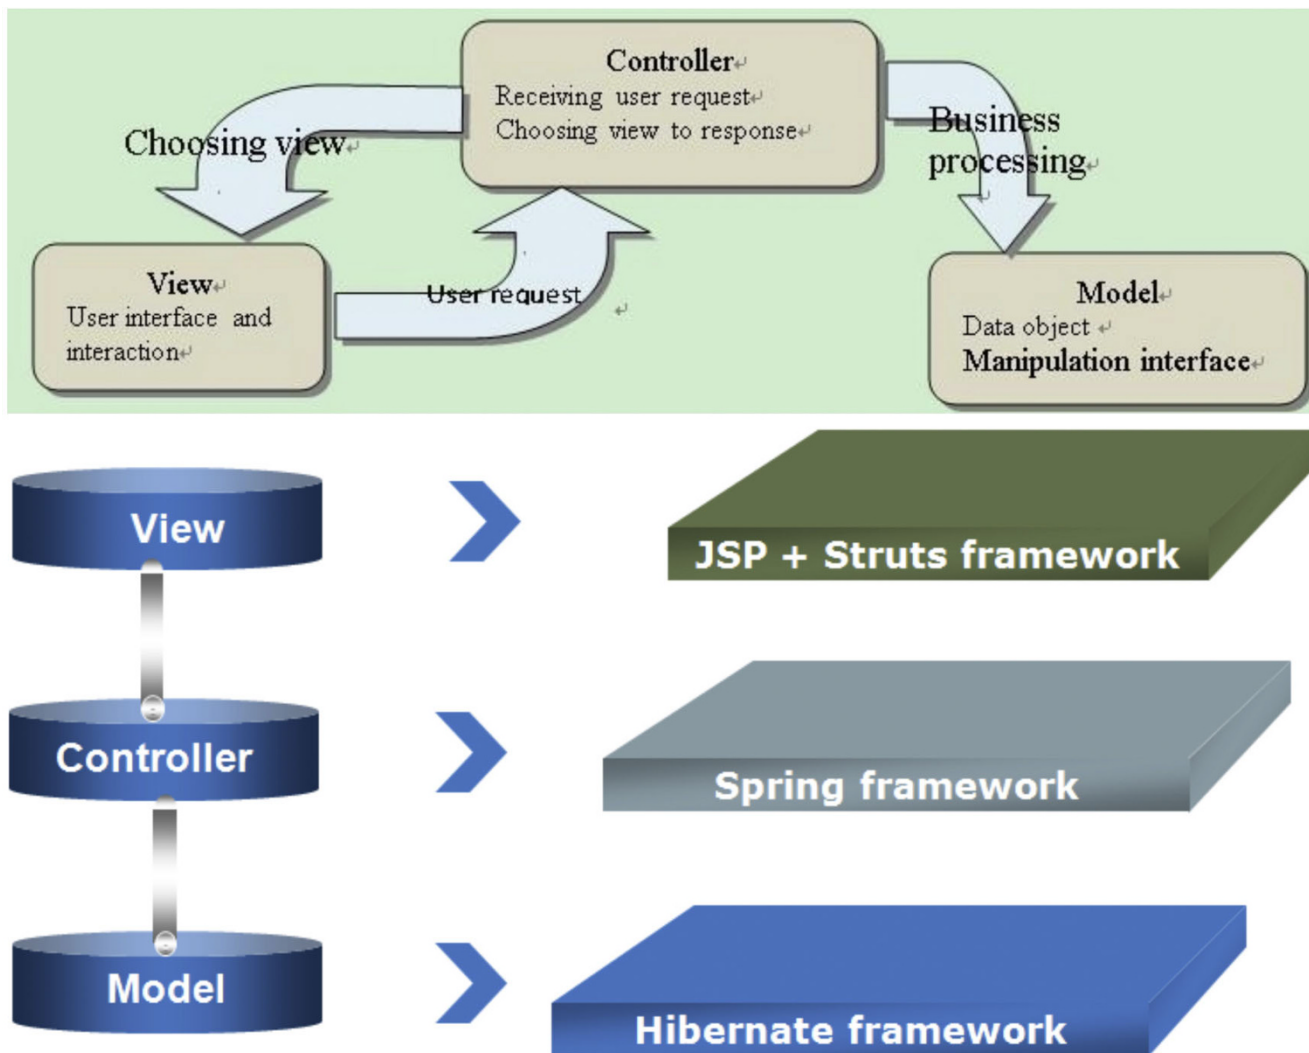 Controller↵
Receiving user request↵
Choosing view to response↵
Choosing view↵
Business
processing↵
↵
View↵
User interface and
interaction↵
User request
↵
Model↵
Data object ↵
Manipulation interface↵
View
JSP + Struts framework
Controller
Spring framework
Model
Hibernate framework